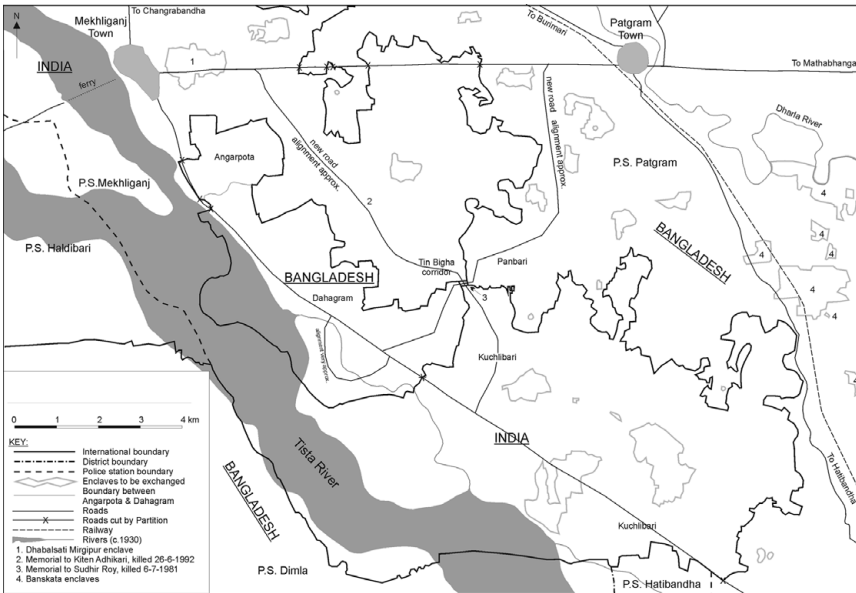 N
Mekhliganj
Town
To Changrabandha
INDIA
ferry
1
To Burimari
Patgram
Town
To Mathabhanga
Dharla River
Angarpota
new road
alignment approx.
new road
alignment approx.
P.S. Patgram
P.S.Mekhliganj
2
4
4
4
4
4
4
4
P.S. Haldibari
BANGLADESH
BANGLADESH
Tin Bigha
corridor
Panbari
Dahagram
3
Kuchlibari
INDIA
Tista River
BANGLADESH
To Hatibandha
Kuchlibari
P.S. Dimla
P.S. Hatibandha
0 1 2 3 4 km
KEY:
International boundary
District boundary
Police station boundary
Enclaves to be exchanged
Boundary between
Angarpota & Dahagram
Roads
X Roads cut by Partition
Railway
Rivers (c.1930)
1. Dhabalsati Mirgipur enclave
2. Memorial to Kiten Adhikari, killed 26-6-1992
3. Memorial to Sudhir Roy, killed 6-7-1981
4. Banskata enclaves